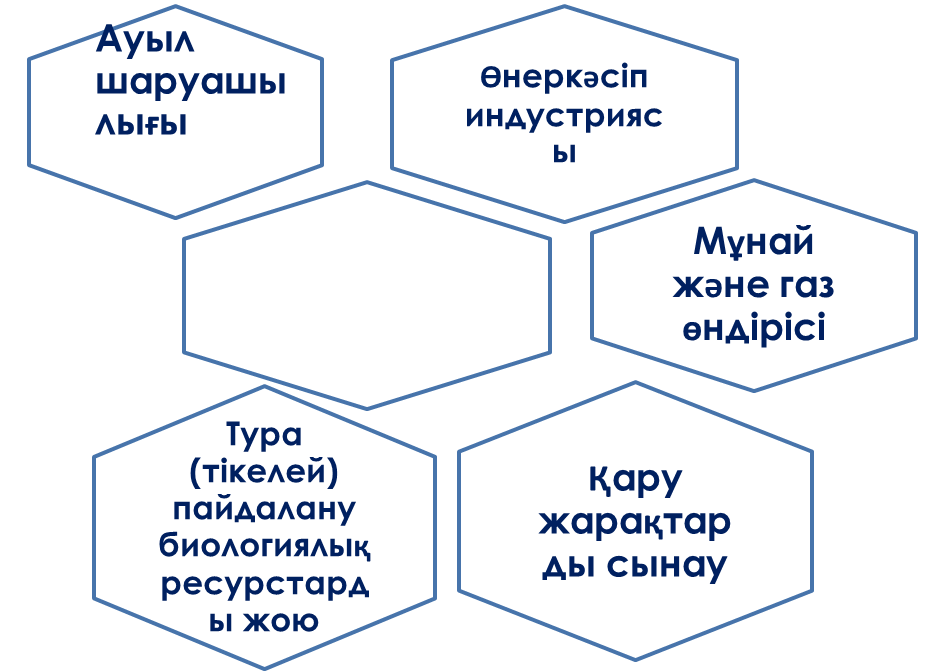 Ауыл
шаруашы
лығы
Өнеркәсіп
индустрияс
ы
Мұнай
және газ
өндірісі
Тура
(тікелей)
пайдалану
биологиялық
ресурстард
ы жою
Қару
жарақтар
ды сынау